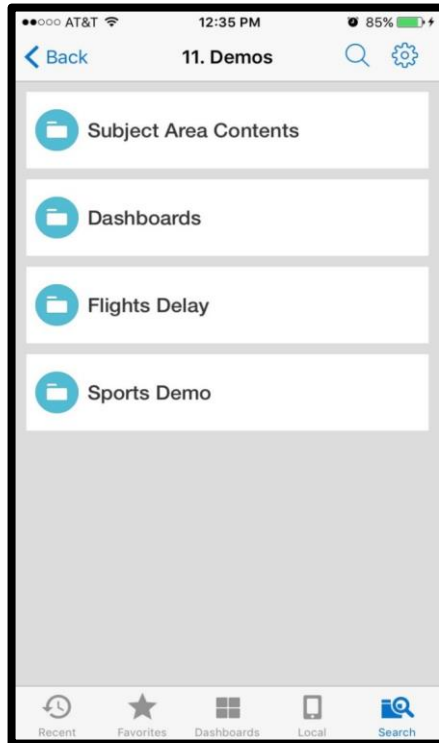 AT&T 12:35 PM 85%
Back 11. Demos
Subject Area Contents
Dashboards
Flights Delay
Sports Demo
Recent Favorites Dashboards Local Search